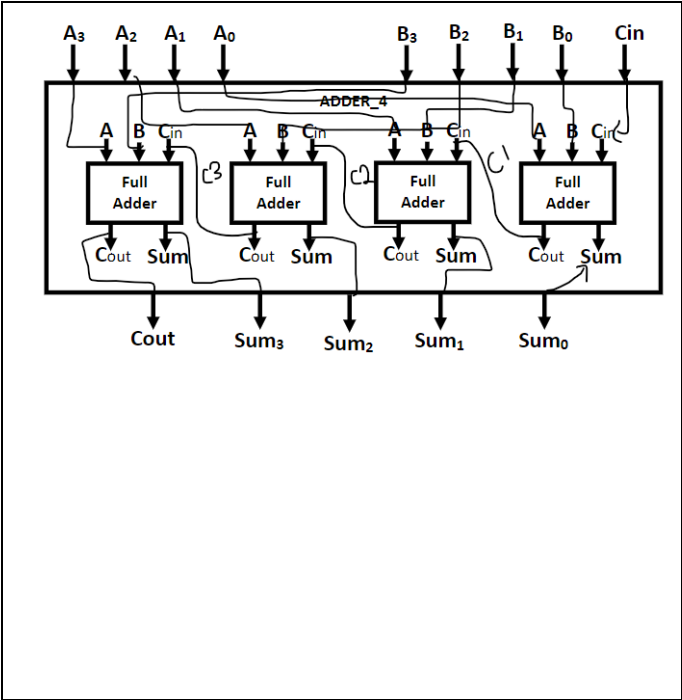 A₃ A₂ A₁ A₀ B₃ B₂ B₁ B₀ Cin
ADDER_4
A B Cin A B Cin A B Cin A B Cin
C3 C2 C1
Full Adder Full Adder Full Adder Full Adder
Cout Sum Cout Sum Cout Sum Cout Sum
Cout Sum₃ Sum₂ Sum₁ Sum₀